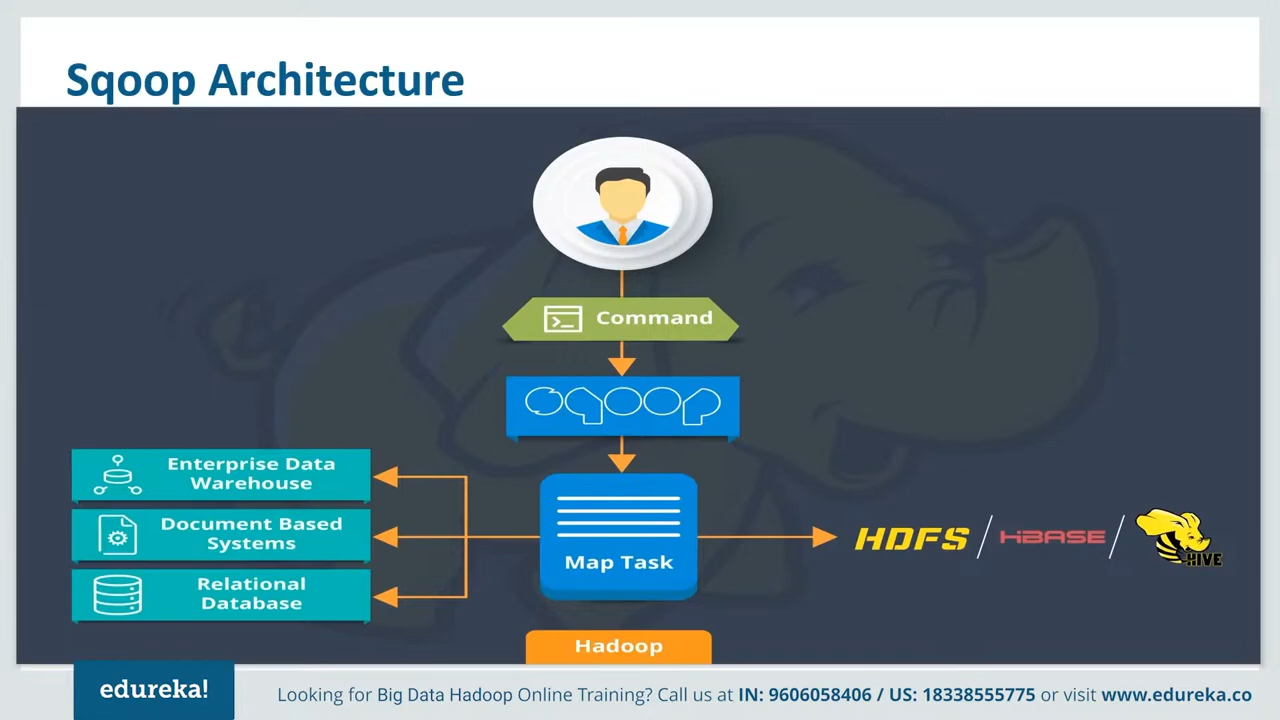 Sqoop Architecture
Command
sqoop
Enterprise Data
Warehouse
Document Based
Systems
Relational
Database
Map Task
HDFS / HBASE / HIVE
Hadoop
edureka!
Looking for Big Data Hadoop Online Training? Call us at IN: 9606058406 / US: 18338555775 or visit www.edureka.co